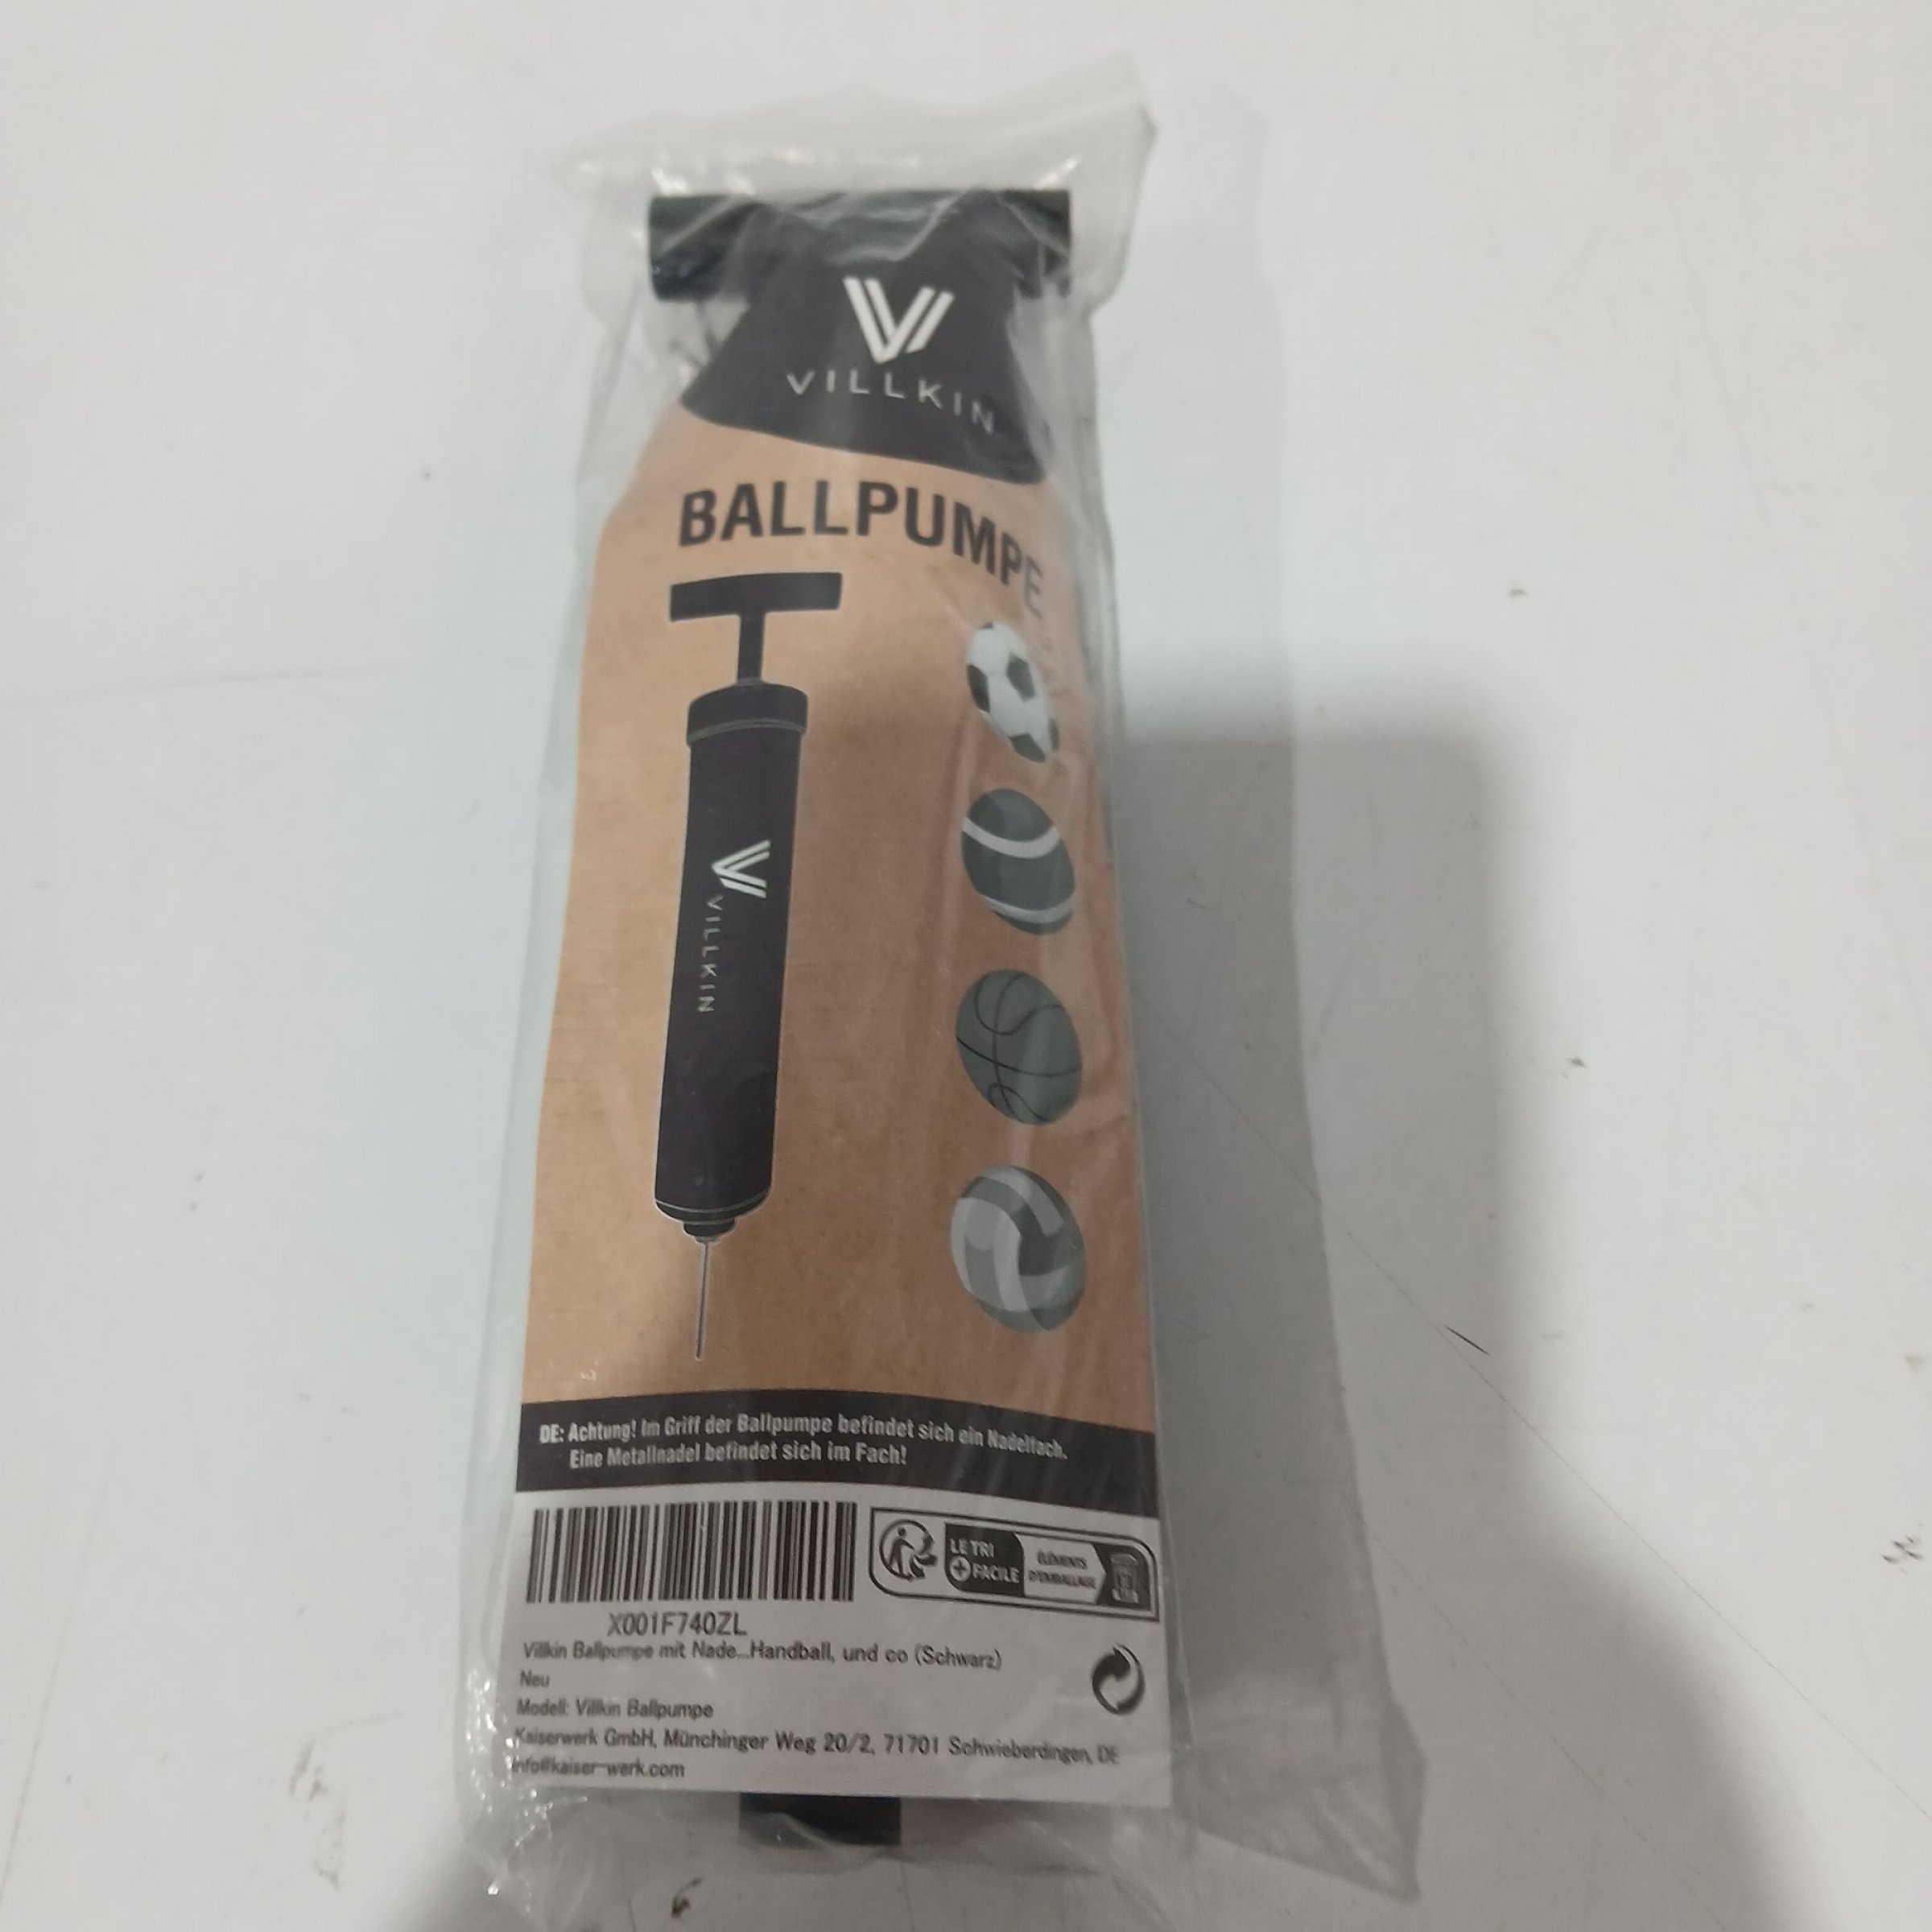 VILLKIN
BALLPUMPE
VILLKIN
DE: Achtung! Im Griff der Ballpumpe befindet sich ein Nadelfach.
Eine Metallnadel befindet sich im Fach!
LE TRI
+ FACILE
ÉLÉMENTS
D'EMBALLAGE
X001F740ZL
Villkin Ballpumpe mit Nade...Handball, und co (Schwarz)
Neu
Modell: Villkin Ballpumpe
Kaiserwerk GmbH, Münchinger Weg 20/2, 71701 Schwieberdingen, DE
info@kaiser-werk.com